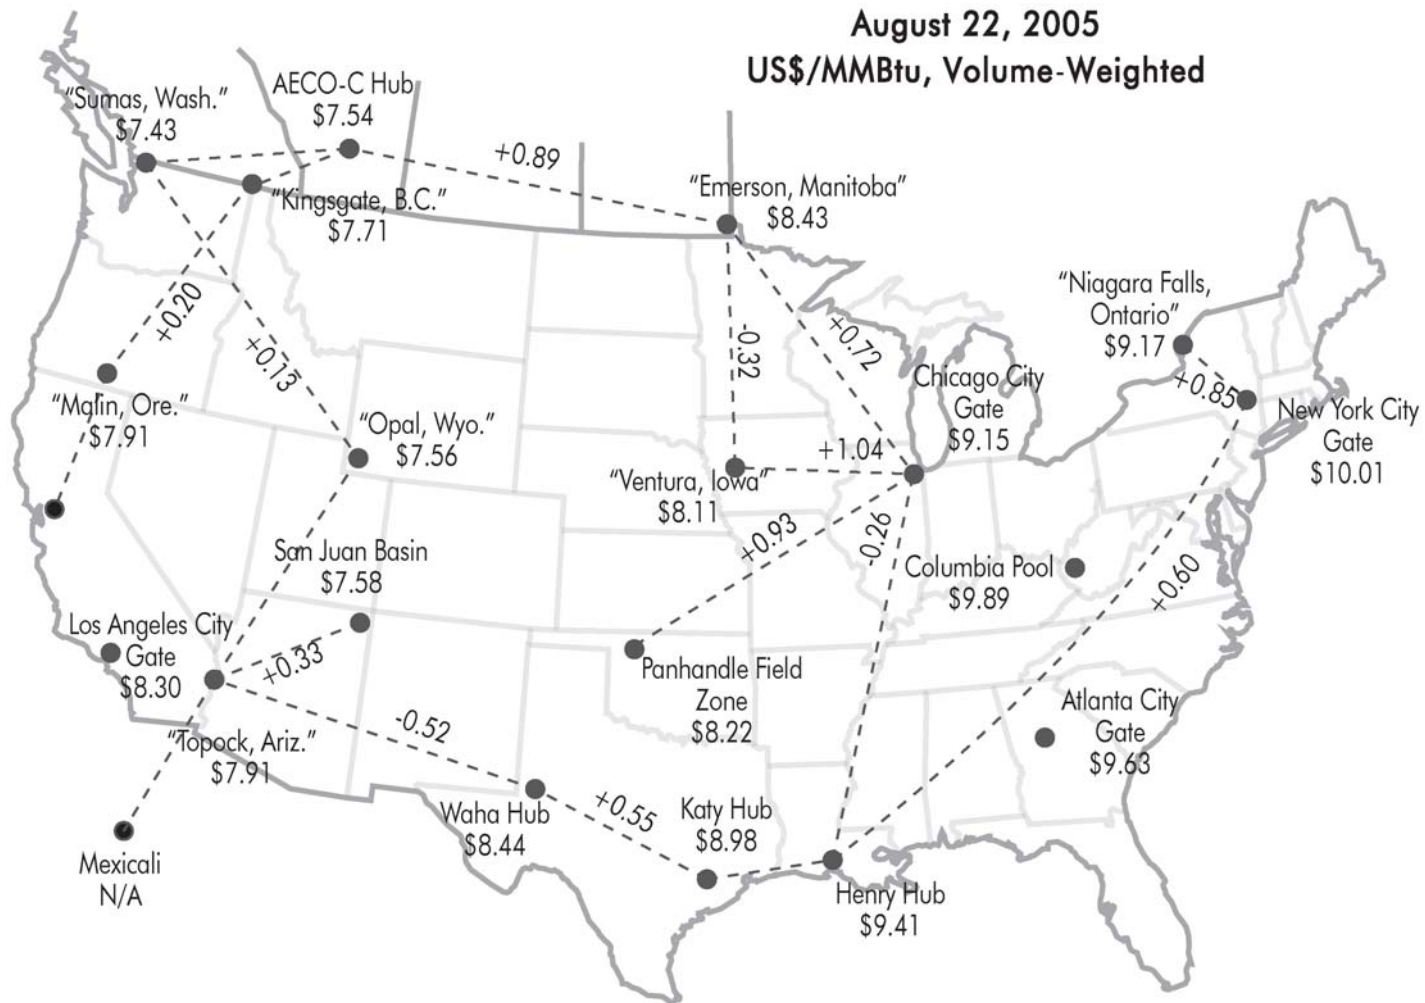 August 22, 2005
US$/MMBtu, Volume-Weighted
AECO-C Hub
$7.54
"Sumas, Wash."
$7.43
+0.89
"Emerson, Manitoba"
$8.43
"Kingsgate, B.C."
$7.71
"Niagara Falls,
Ontario"
$9.17
+0.20
+0.13
-0.32
+0.72
+0.85
Chicago City
Gate
$9.15
"Malin, Ore."
$7.91
New York City
Gate
$10.01
"Opal, Wyo."
$7.56
+1.04
"Ventura, Iowa"
$8.11
+0.93
-0.26
San Juan Basin
$7.58
Columbia Pool
$9.89
+0.60
Los Angeles City
Gate
$8.30
+0.33
Panhandle Field
Zone
$8.22
Atlanta City
Gate
$9.63
-0.52
"Topock, Ariz."
$7.91
Waha Hub
$8.44
+0.55
Katy Hub
$8.98
Mexicali
N/A
Henry Hub
$9.41